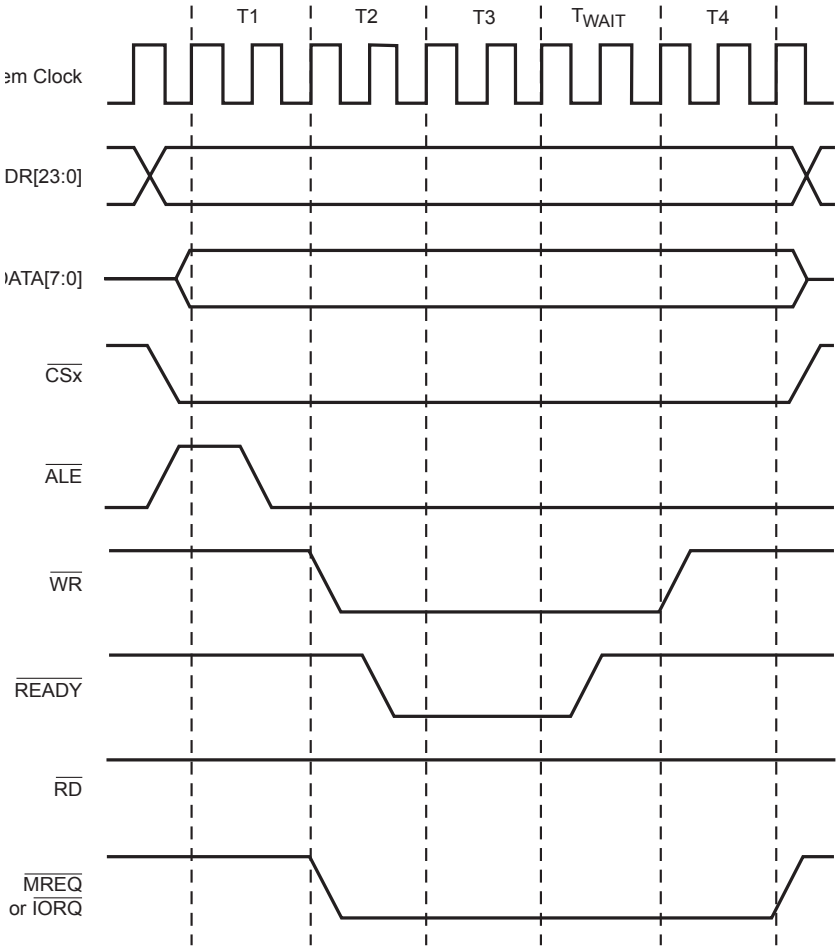 T1 T2 T3 TWAIT T4
em Clock
DR[23:0]
DATA[7:0]
CSx
ALE
WR
READY
RD
MREQ
or IORQ